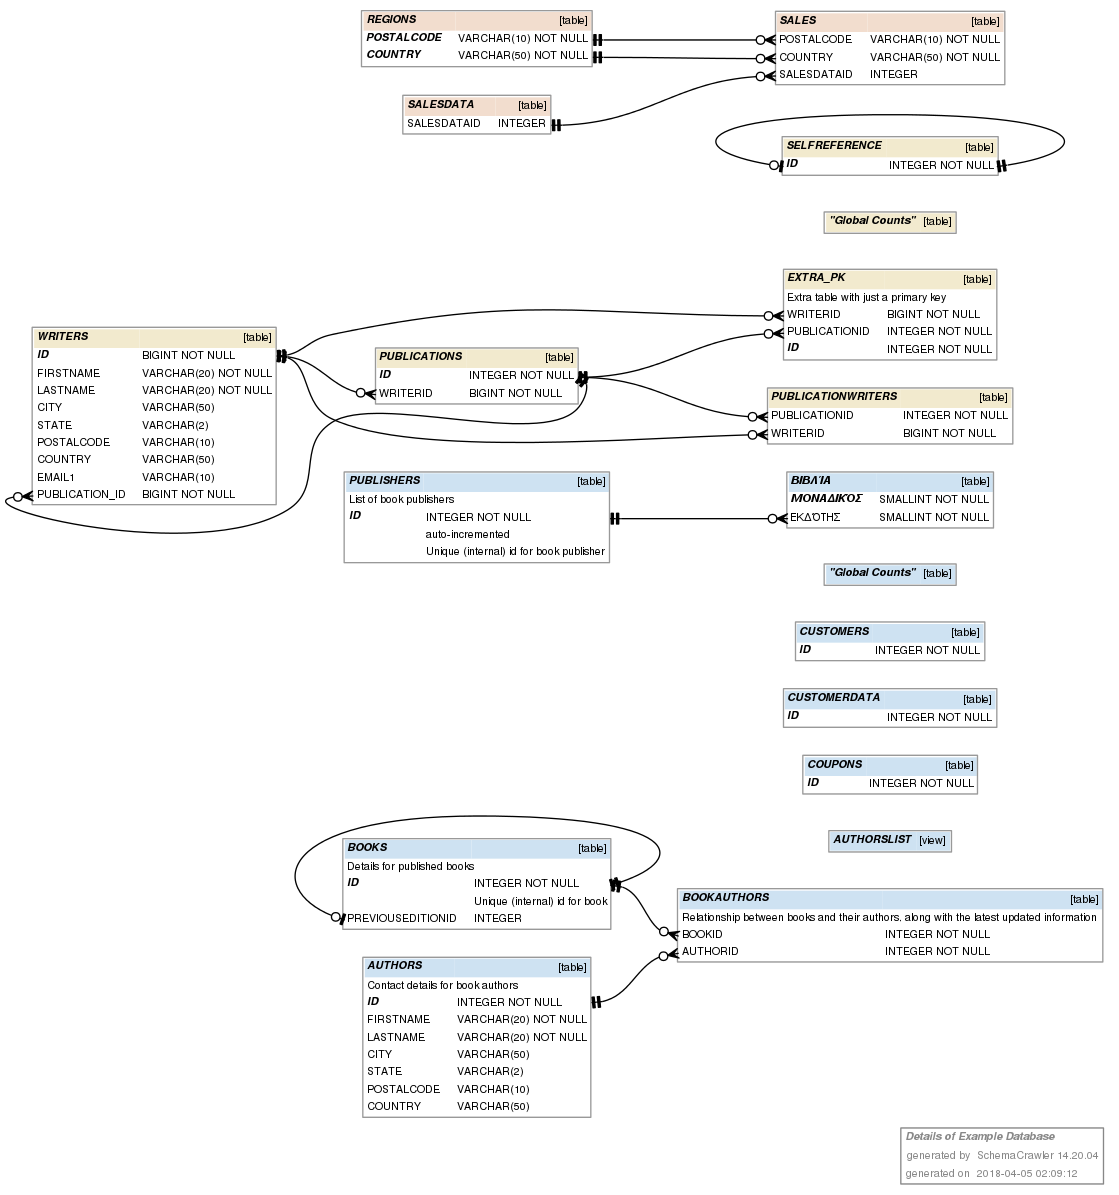 REGIONS [table]
POSTALCODE VARCHAR(10) NOT NULL
COUNTRY VARCHAR(50) NOT NULL
SALES [table]
POSTALCODE VARCHAR(10) NOT NULL
COUNTRY VARCHAR(50) NOT NULL
SALESDATAID INTEGER
SALESDATA [table]
SALESDATAID INTEGER
SELFREFERENCE [table]
ID INTEGER NOT NULL
"Global Counts" [table]
EXTRA_PK [table]
Extra table with just a primary key
WRITERID BIGINT NOT NULL
PUBLICATIONID INTEGER NOT NULL
ID INTEGER NOT NULL
WRITERS [table]
ID BIGINT NOT NULL
FIRSTNAME VARCHAR(20) NOT NULL
LASTNAME VARCHAR(20) NOT NULL
CITY VARCHAR(50)
STATE VARCHAR(2)
POSTALCODE VARCHAR(10)
COUNTRY VARCHAR(50)
EMAIL1 VARCHAR(10)
PUBLICATION_ID BIGINT NOT NULL
PUBLICATIONS [table]
ID INTEGER NOT NULL
WRITERID BIGINT NOT NULL
PUBLICATIONWRITERS [table]
PUBLICATIONID INTEGER NOT NULL
WRITERID BIGINT NOT NULL
PUBLISHERS [table]
List of book publishers
ID INTEGER NOT NULL
auto-incremented
Unique (internal) id for book publisher
ΒΙΒΛΊΑ [table]
ΜΟΝΑΔΙΚΌΣ SMALLINT NOT NULL
ΕΚΔΌΤΗΣ SMALLINT NOT NULL
"Global Counts" [table]
CUSTOMERS [table]
ID INTEGER NOT NULL
CUSTOMERDATA [table]
ID INTEGER NOT NULL
COUPONS [table]
ID INTEGER NOT NULL
AUTHORSLIST [view]
BOOKS [table]
Details for published books
ID INTEGER NOT NULL
Unique (internal) id for book
PREVIOUSEDITIONID INTEGER
BOOKAUTHORS [table]
Relationship between books and their authors, along with the latest updated information
BOOKID INTEGER NOT NULL
AUTHORID INTEGER NOT NULL
AUTHORS [table]
Contact details for book authors
ID INTEGER NOT NULL
FIRSTNAME VARCHAR(20) NOT NULL
LASTNAME VARCHAR(20) NOT NULL
CITY VARCHAR(50)
STATE VARCHAR(2)
POSTALCODE VARCHAR(10)
COUNTRY VARCHAR(50)
Details of Example Database
generated by SchemaCrawler 14.20.04
generated on 2018-04-05 02:09:12